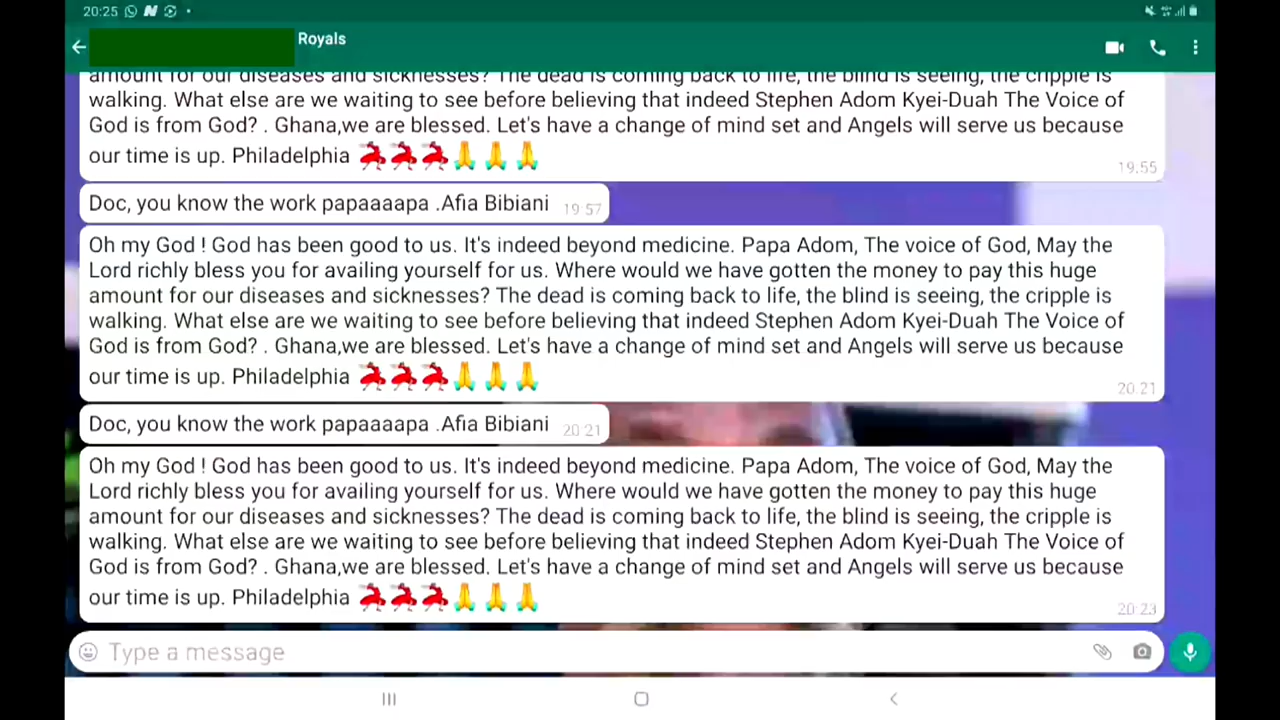 20:25
Royals
amount for our diseases and sicknesses? The dead is coming back to life, the blind is seeing, the cripple is
walking. What else are we waiting to see before believing that indeed Stephen Adom Kyei-Duah The Voice of
God is from God? . Ghana,we are blessed. Let's have a change of mind set and Angels will serve us because
our time is up. Philadelphia 💃💃💃🙏🙏🙏
19:55
Doc, you know the work papaaaapa .Afia Bibiani 19:57
Oh my God ! God has been good to us. It's indeed beyond medicine. Papa Adom, The voice of God, May the
Lord richly bless you for availing yourself for us. Where would we have gotten the money to pay this huge
amount for our diseases and sicknesses? The dead is coming back to life, the blind is seeing, the cripple is
walking. What else are we waiting to see before believing that indeed Stephen Adom Kyei-Duah The Voice of
God is from God? . Ghana,we are blessed. Let's have a change of mind set and Angels will serve us because
our time is up. Philadelphia 💃💃💃🙏🙏🙏
20:21
Doc, you know the work papaaaapa .Afia Bibiani 20:21
Oh my God ! God has been good to us. It's indeed beyond medicine. Papa Adom, The voice of God, May the
Lord richly bless you for availing yourself for us. Where would we have gotten the money to pay this huge
amount for our diseases and sicknesses? The dead is coming back to life, the blind is seeing, the cripple is
walking. What else are we waiting to see before believing that indeed Stephen Adom Kyei-Duah The Voice of
God is from God? . Ghana,we are blessed. Let's have a change of mind set and Angels will serve us because
our time is up. Philadelphia 💃💃💃🙏🙏🙏
20:23
Type a message